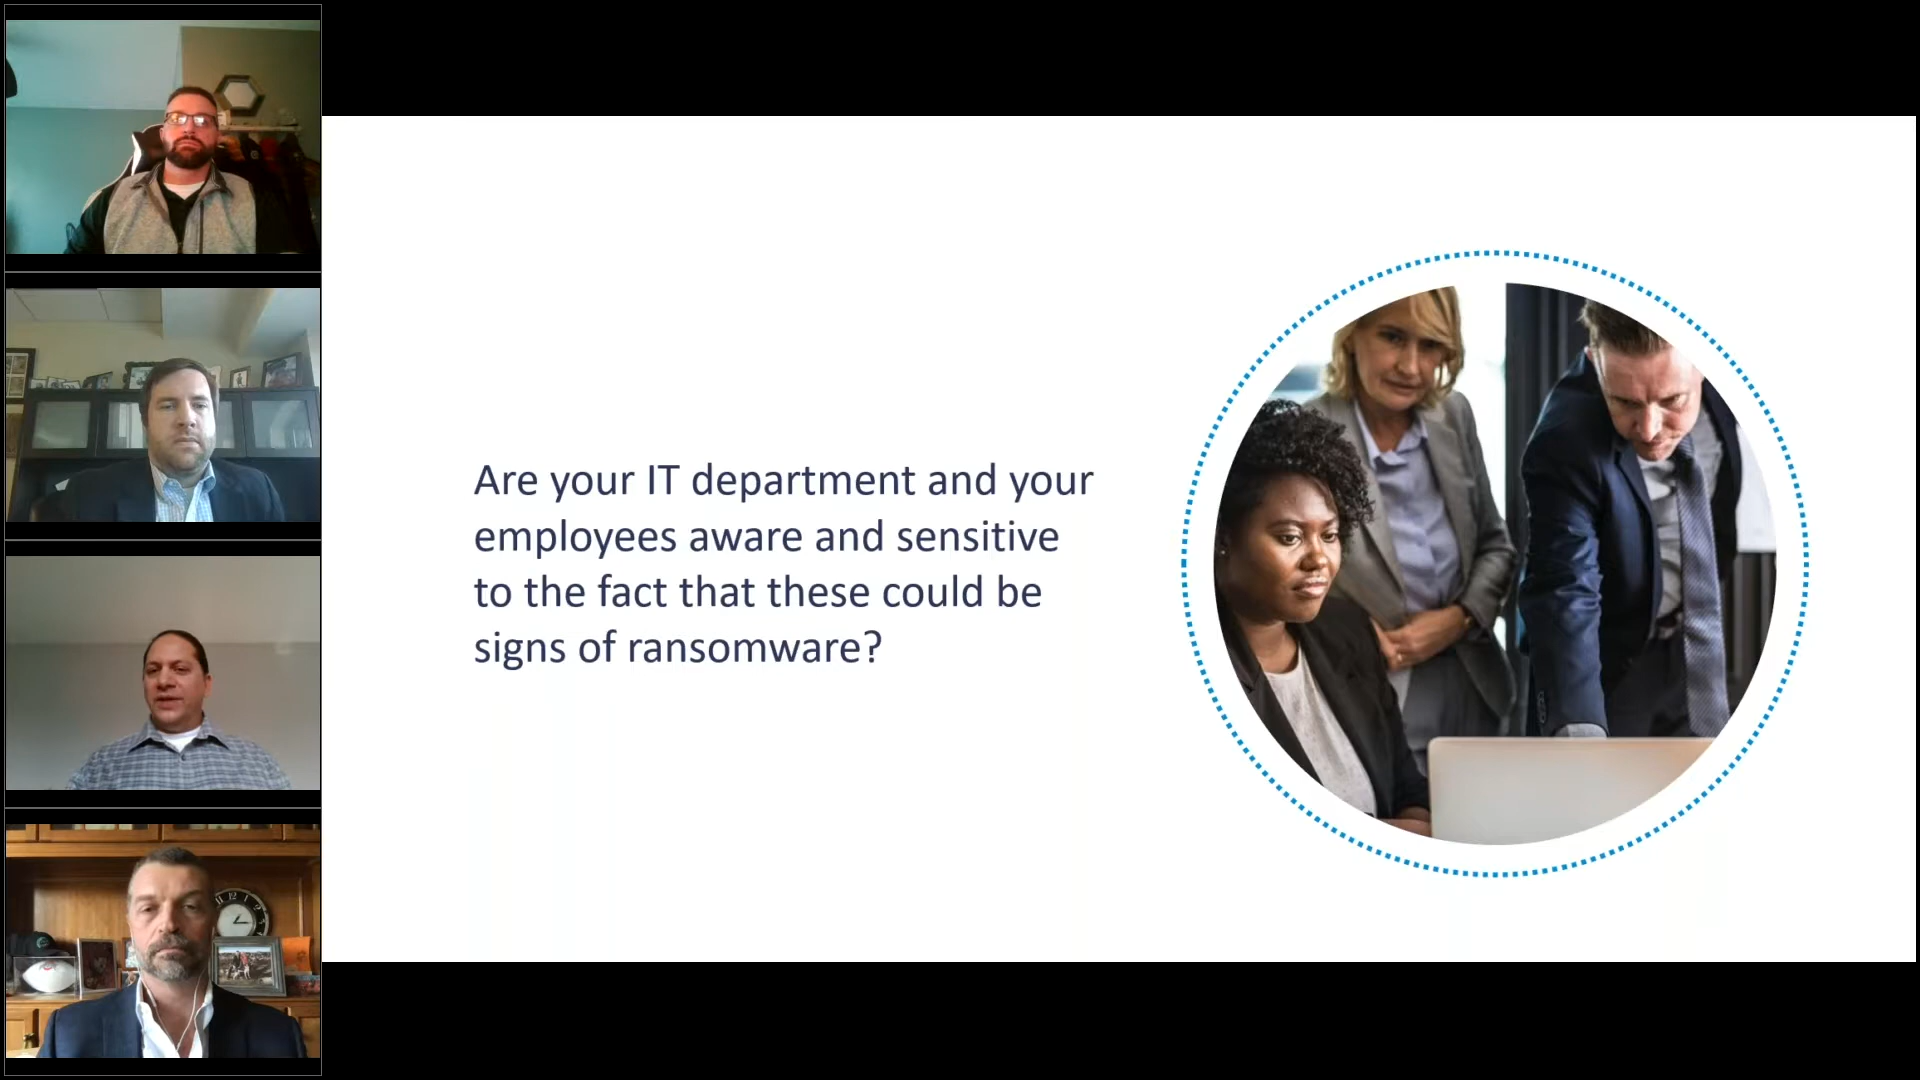 Are your IT department and your
employees aware and sensitive
to the fact that these could be
signs of ransomware?